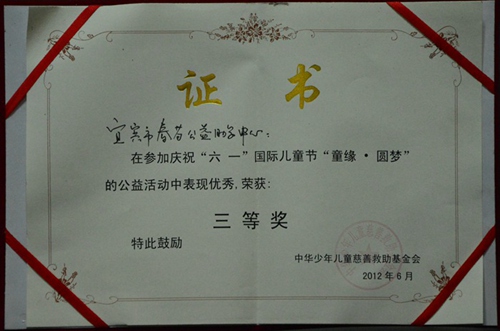 证 书
宜宾市春苗公益助学中心:
在参加庆祝“六一”国际儿童节“童缘·圆梦”
的公益活动中表现优秀,荣获:
三等奖
特此鼓励
中华少年儿童慈善救助基金会
2012年6月